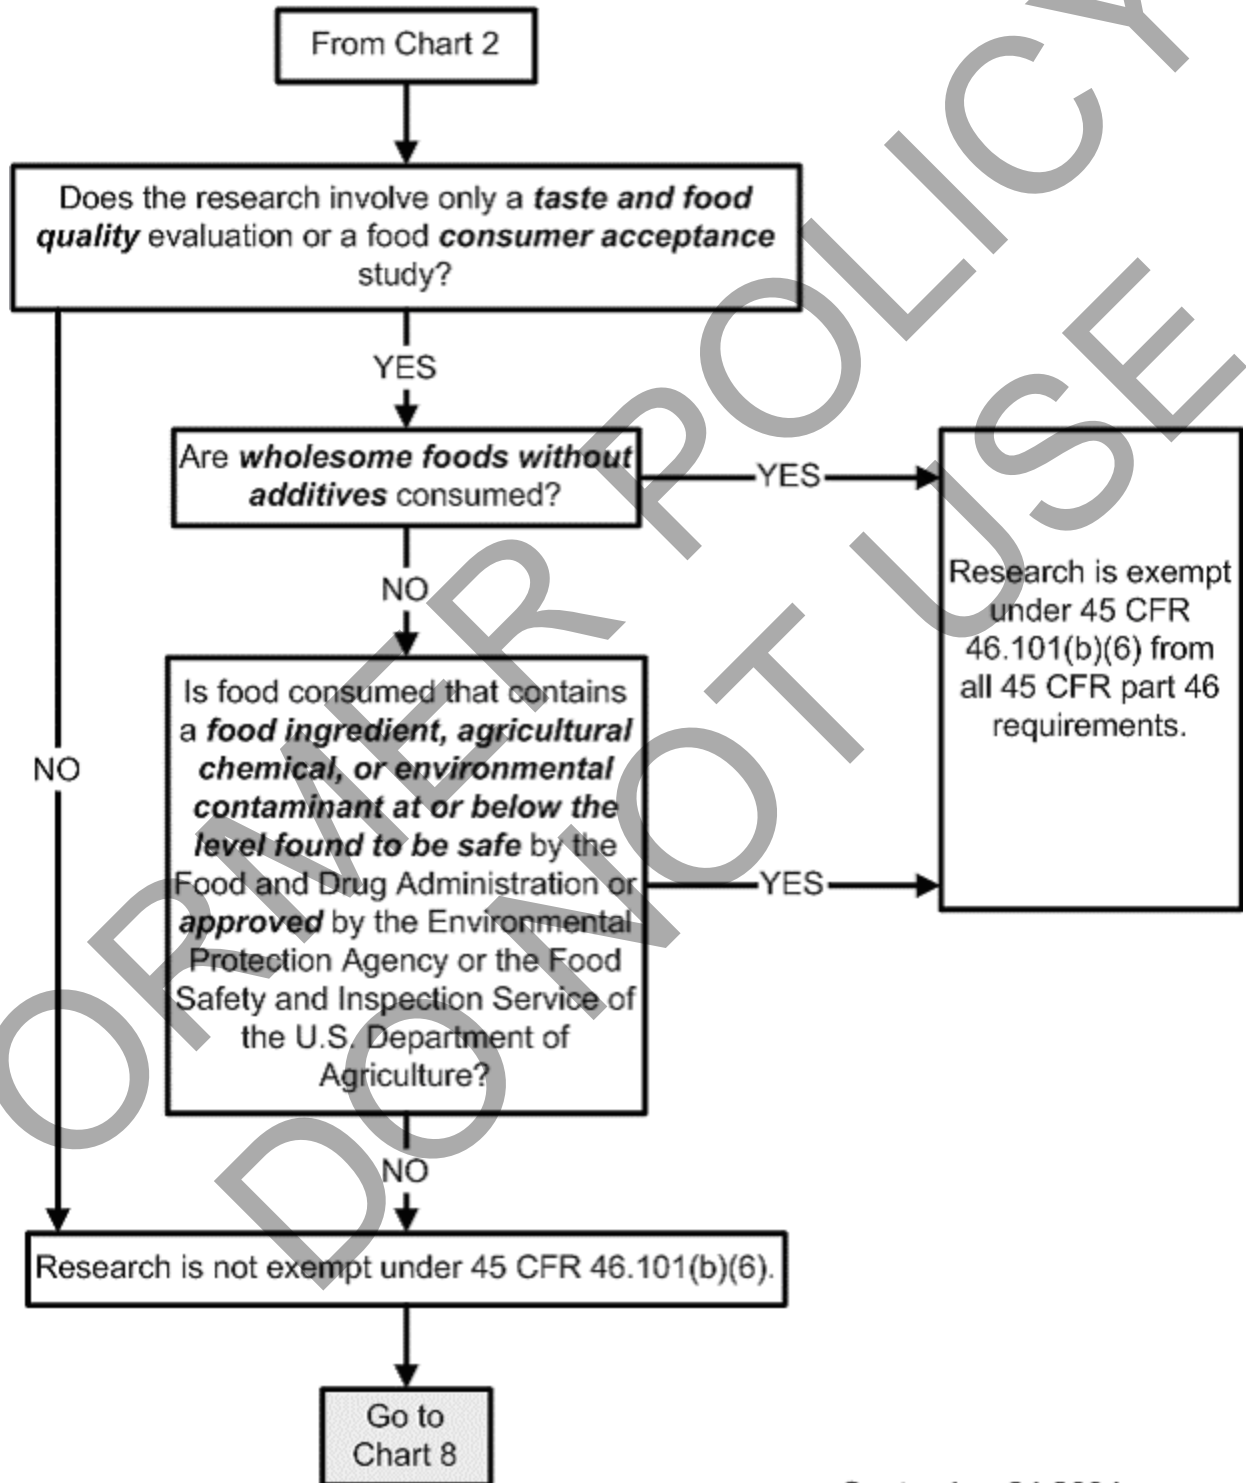 From Chart 2
Does the research involve only a taste and food
quality evaluation or a food consumer acceptance
study?
YES
Are wholesome foods without
additives consumed?
YES
NO
Research is exempt
under 45 CFR
46.101(b)(6) from
all 45 CFR part 46
requirements.
Is food consumed that contains
a food ingredient, agricultural
chemical, or environmental
contaminant at or below the
level found to be safe by the
Food and Drug Administration or
approved by the Environmental
Protection Agency or the Food
Safety and Inspection Service of
the U.S. Department of
Agriculture?
YES
NO
NO
Research is not exempt under 45 CFR 46.101(b)(6).
Go to
Chart 8
ORMER POLICY
DO NOT USE